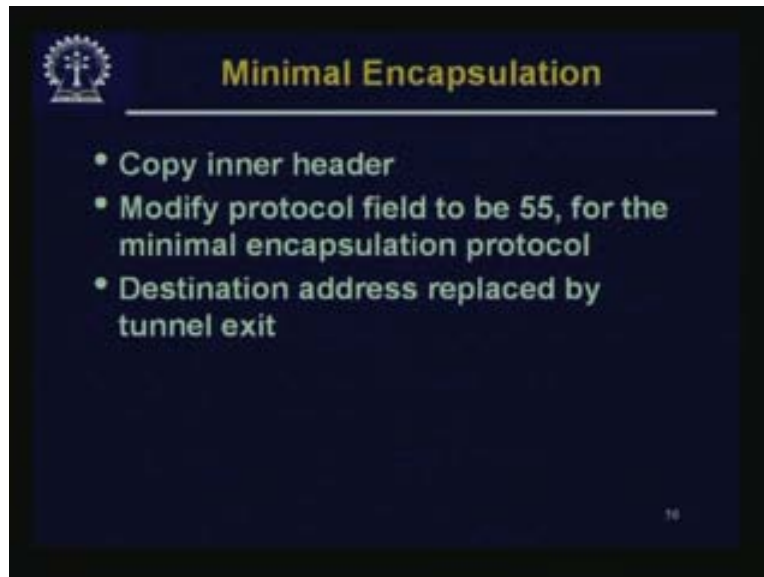 Minimal Encapsulation
• Copy inner header
• Modify protocol field to be 55, for the
minimal encapsulation protocol
• Destination address replaced by
tunnel exit